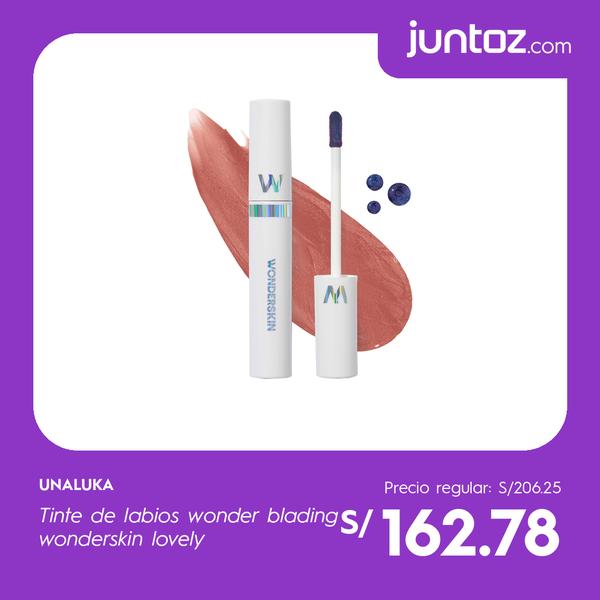 juntoz.com
W
WONDERSKIN
W
UNALUKA
Tinte de labios wonder blading
wonderskin lovely
Precio regular: S/206.25
S/162.78